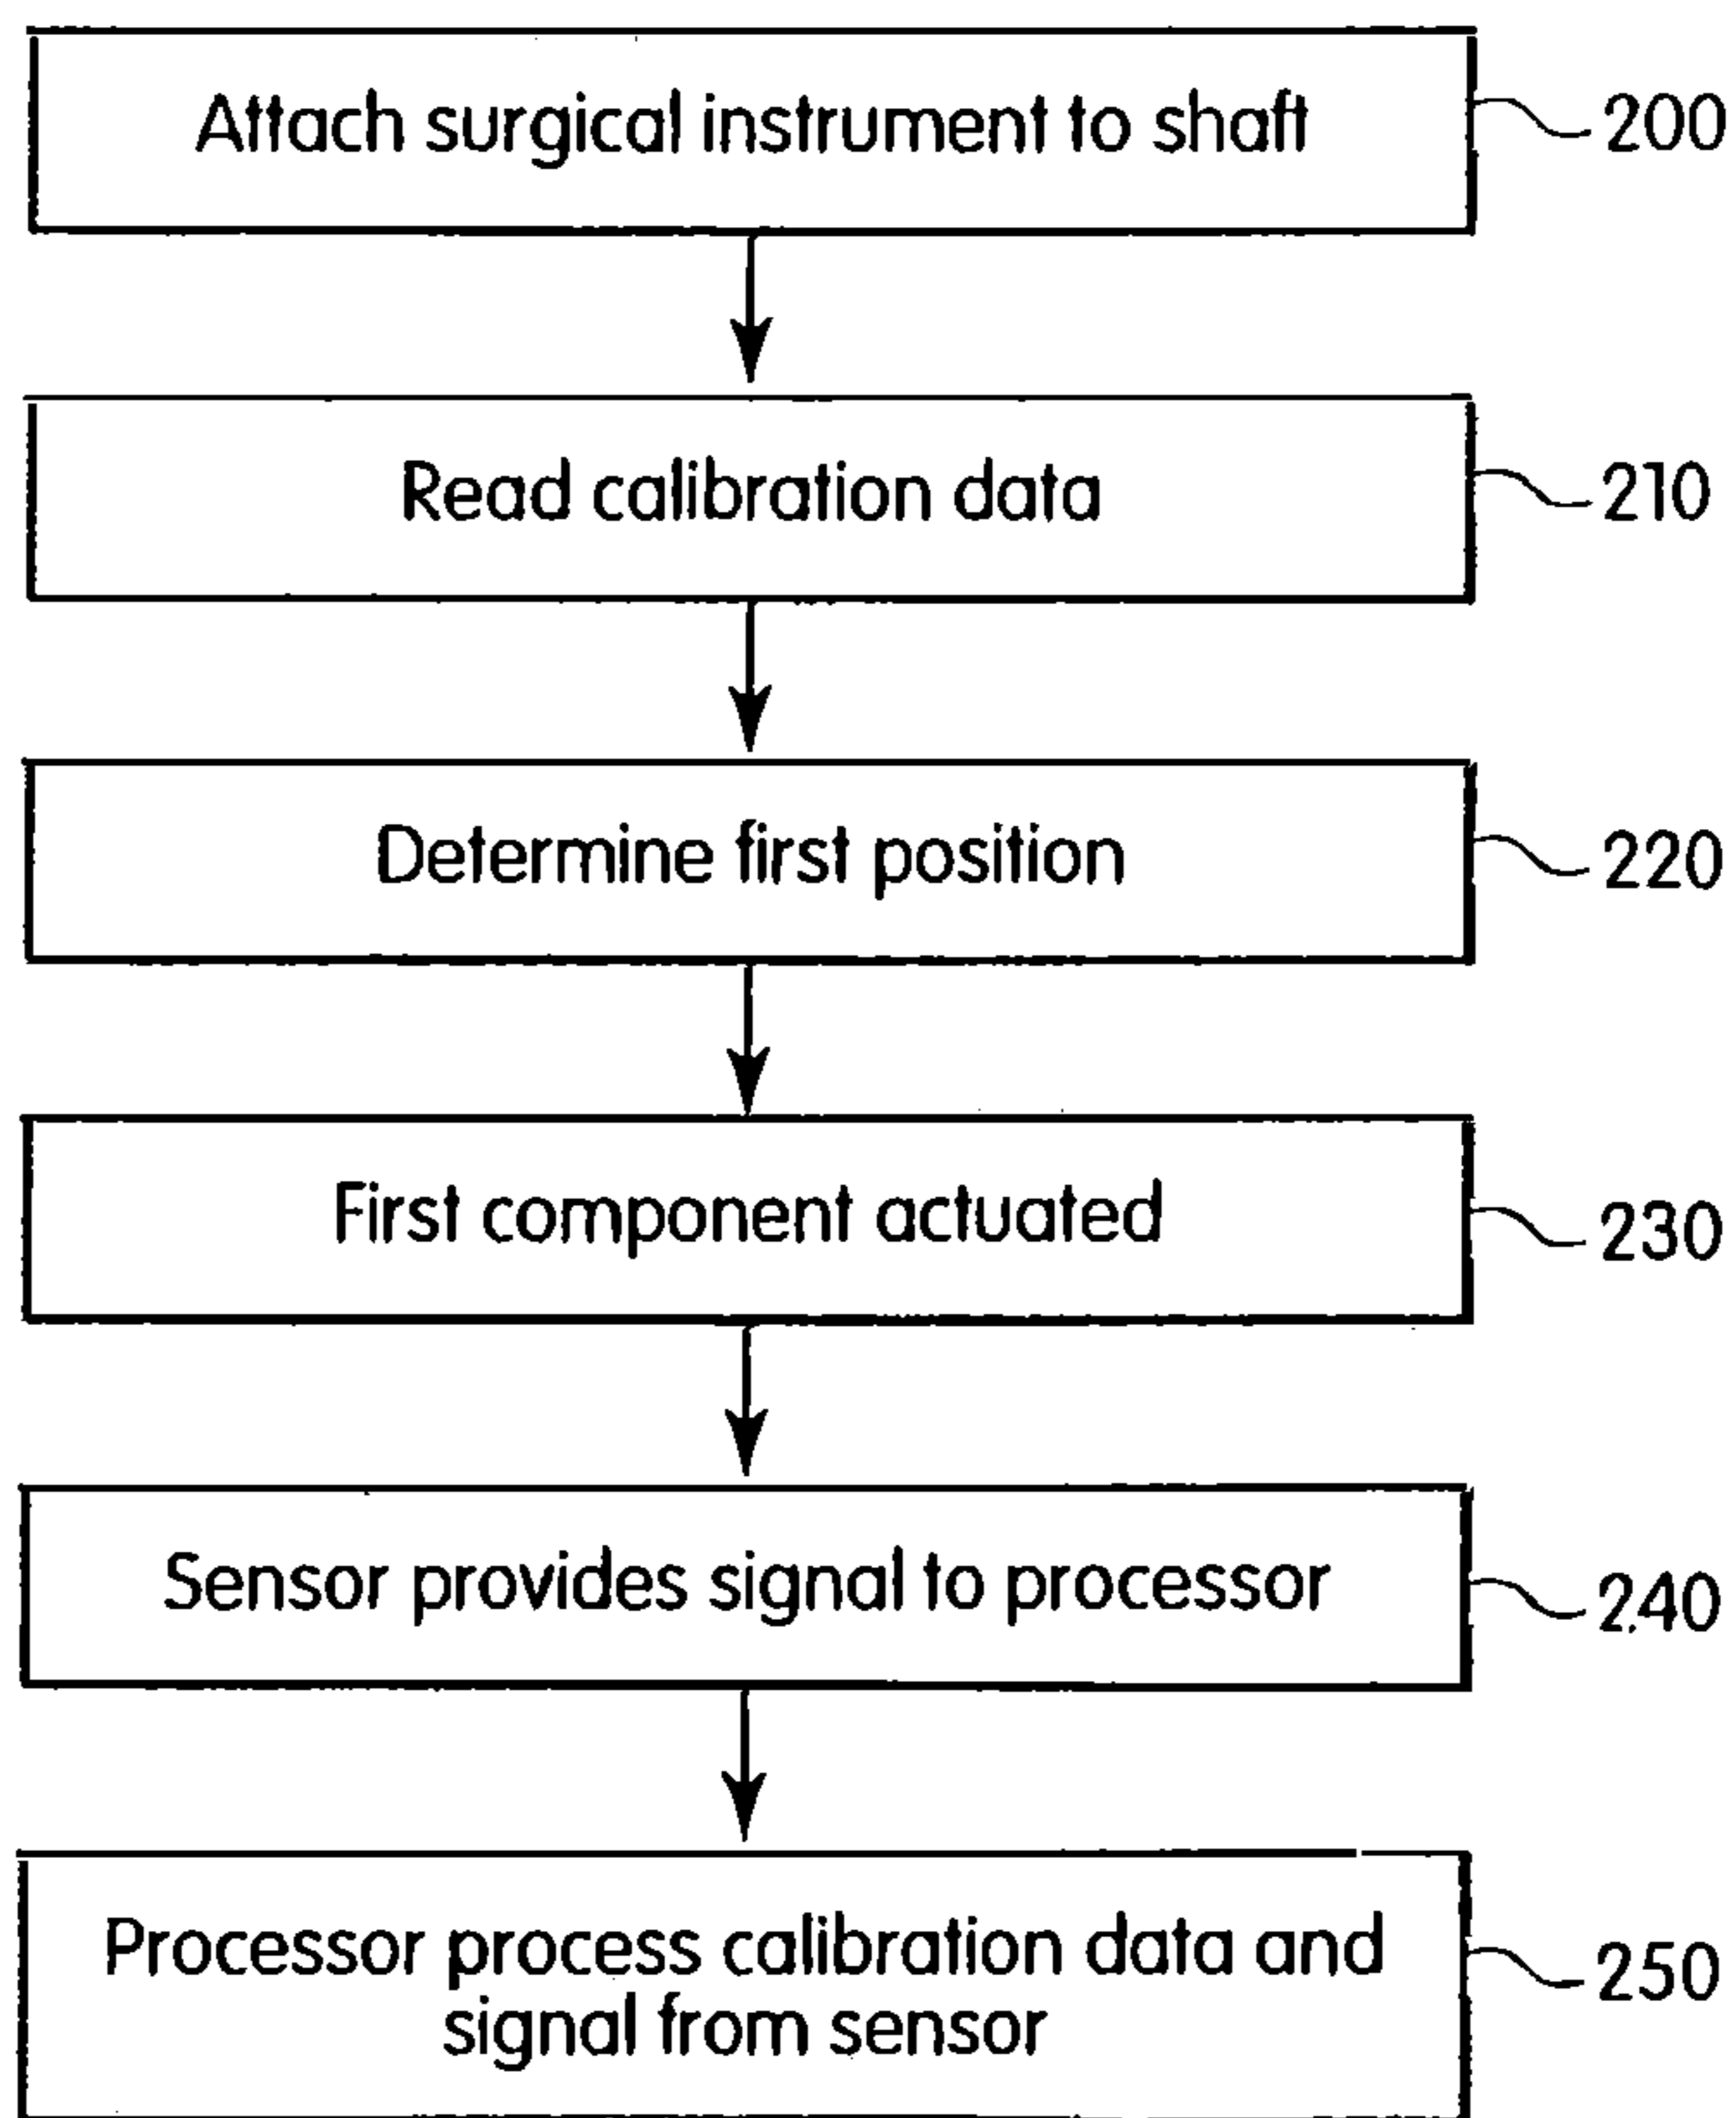 Attach surgical instrument to shaft
200
Read calibration data
210
Determine first position
220
First component actuated
230
Sensor provides signal to processor
240
Processor process calibration data and
signal from sensor
250